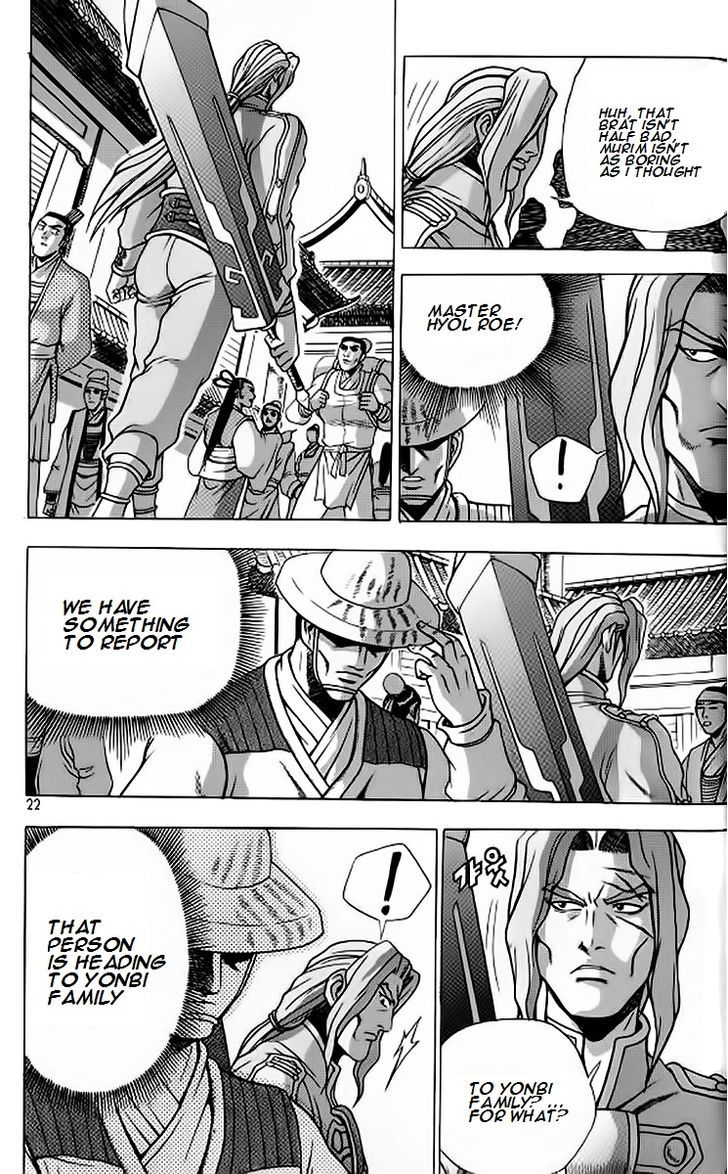 HUH, THAT
BRAT ISN'T
HALF BAD,
MURIM ISN'T
AS BORING
AS I THOUGHT
MASTER
HYOL ROE!
!
WE HAVE
SOMETHING
TO REPORT
22
THAT
PERSON
IS HEADING
TO YONBI
FAMILY
!
TO YONBI
FAMILY? ...
FOR WHAT?